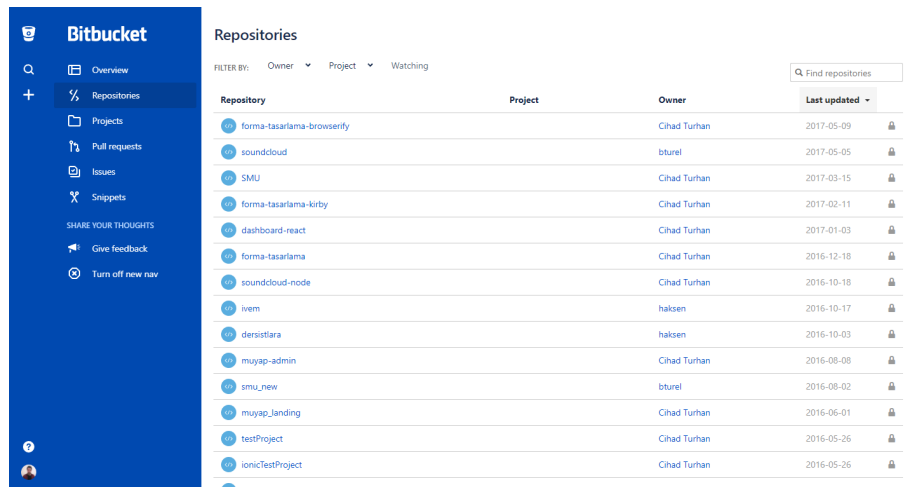 Bitbucket
Overview
Repositories
Projects
Pull requests
Issues
Snippets
SHARE YOUR THOUGHTS
Give feedback
Turn off new nav
Repositories
FILTER BY: Owner Project Watching
Find repositories
Repository Project Owner Last updated
forma-tasarlama-browserify Cihad Turhan 2017-05-09
soundcloud bturel 2017-05-05
SMU Cihad Turhan 2017-03-15
forma-tasarlama-kirby Cihad Turhan 2017-02-11
dashboard-react Cihad Turhan 2017-01-03
forma-tasarlama Cihad Turhan 2016-12-18
soundcloud-node Cihad Turhan 2016-10-18
ivem haksen 2016-10-17
dersistlara haksen 2016-10-03
muyap-admin Cihad Turhan 2016-08-08
smu_new bturel 2016-08-02
muyap_landing Cihad Turhan 2016-06-01
testProject Cihad Turhan 2016-05-26
ionicTestProject Cihad Turhan 2016-05-26